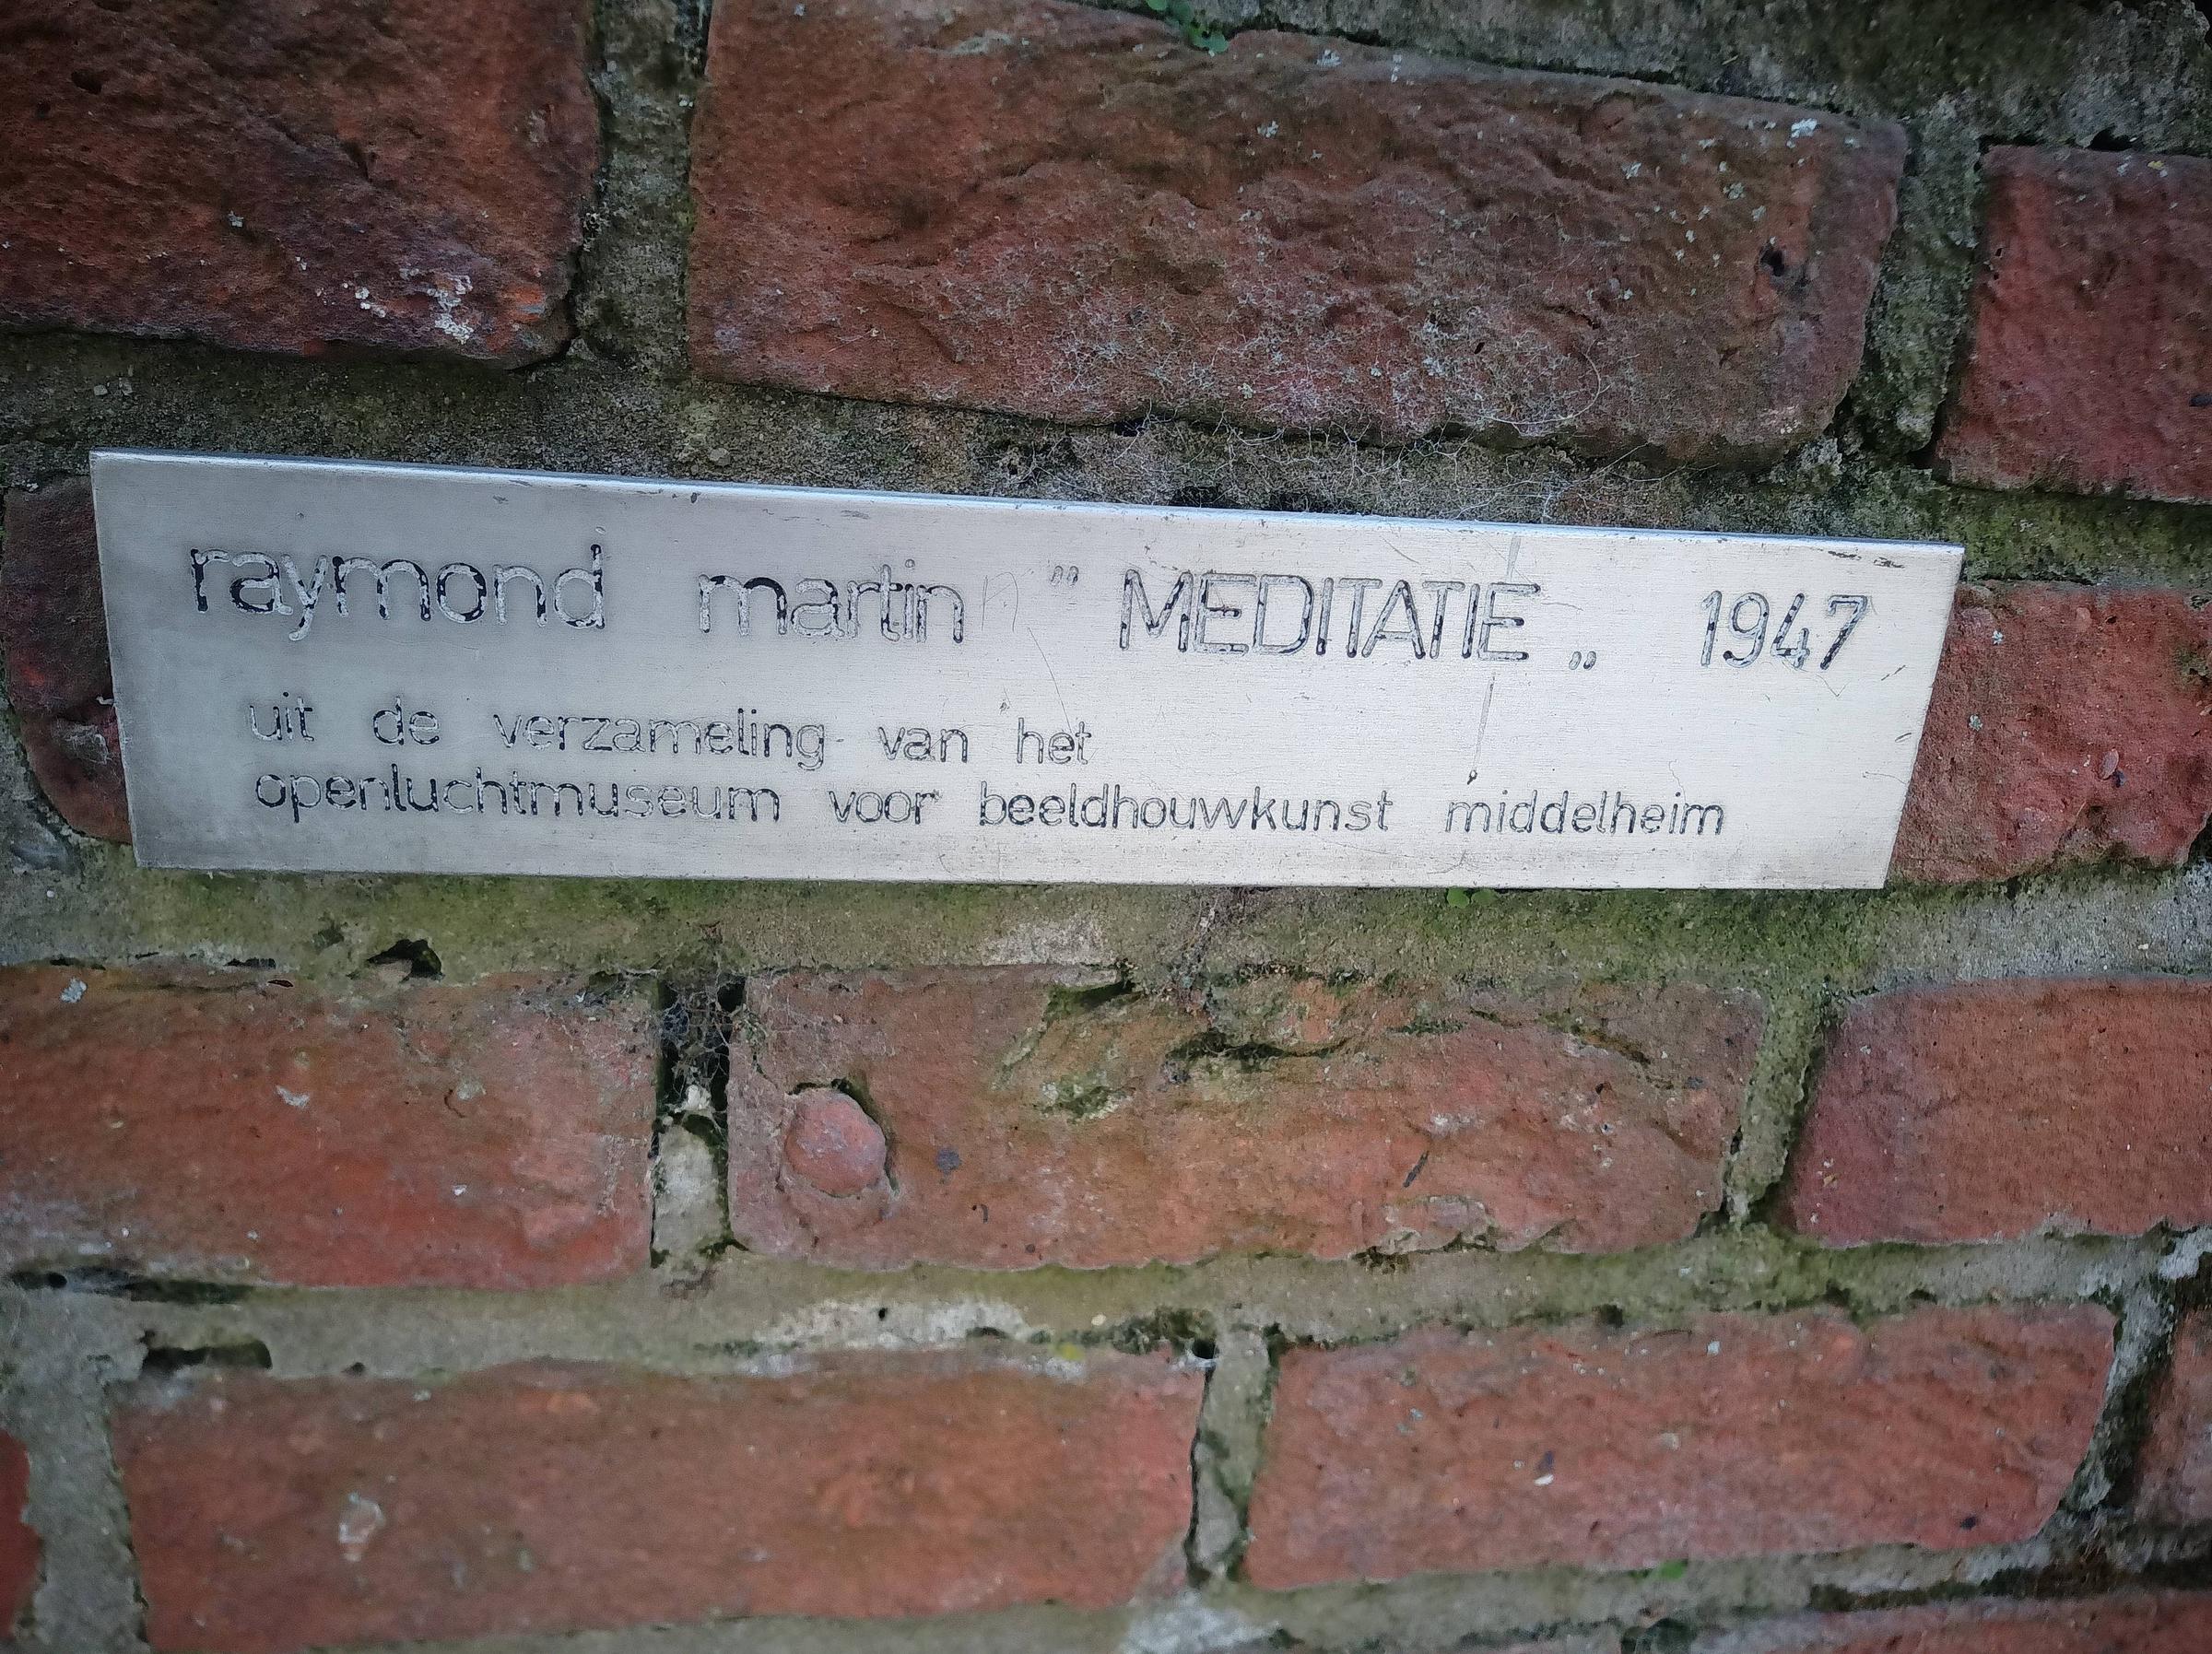 raymond martin " MEDITATIE „ 1947
uit de verzameling van het
openluchtmuseum voor beeldhouwkunst middelheim